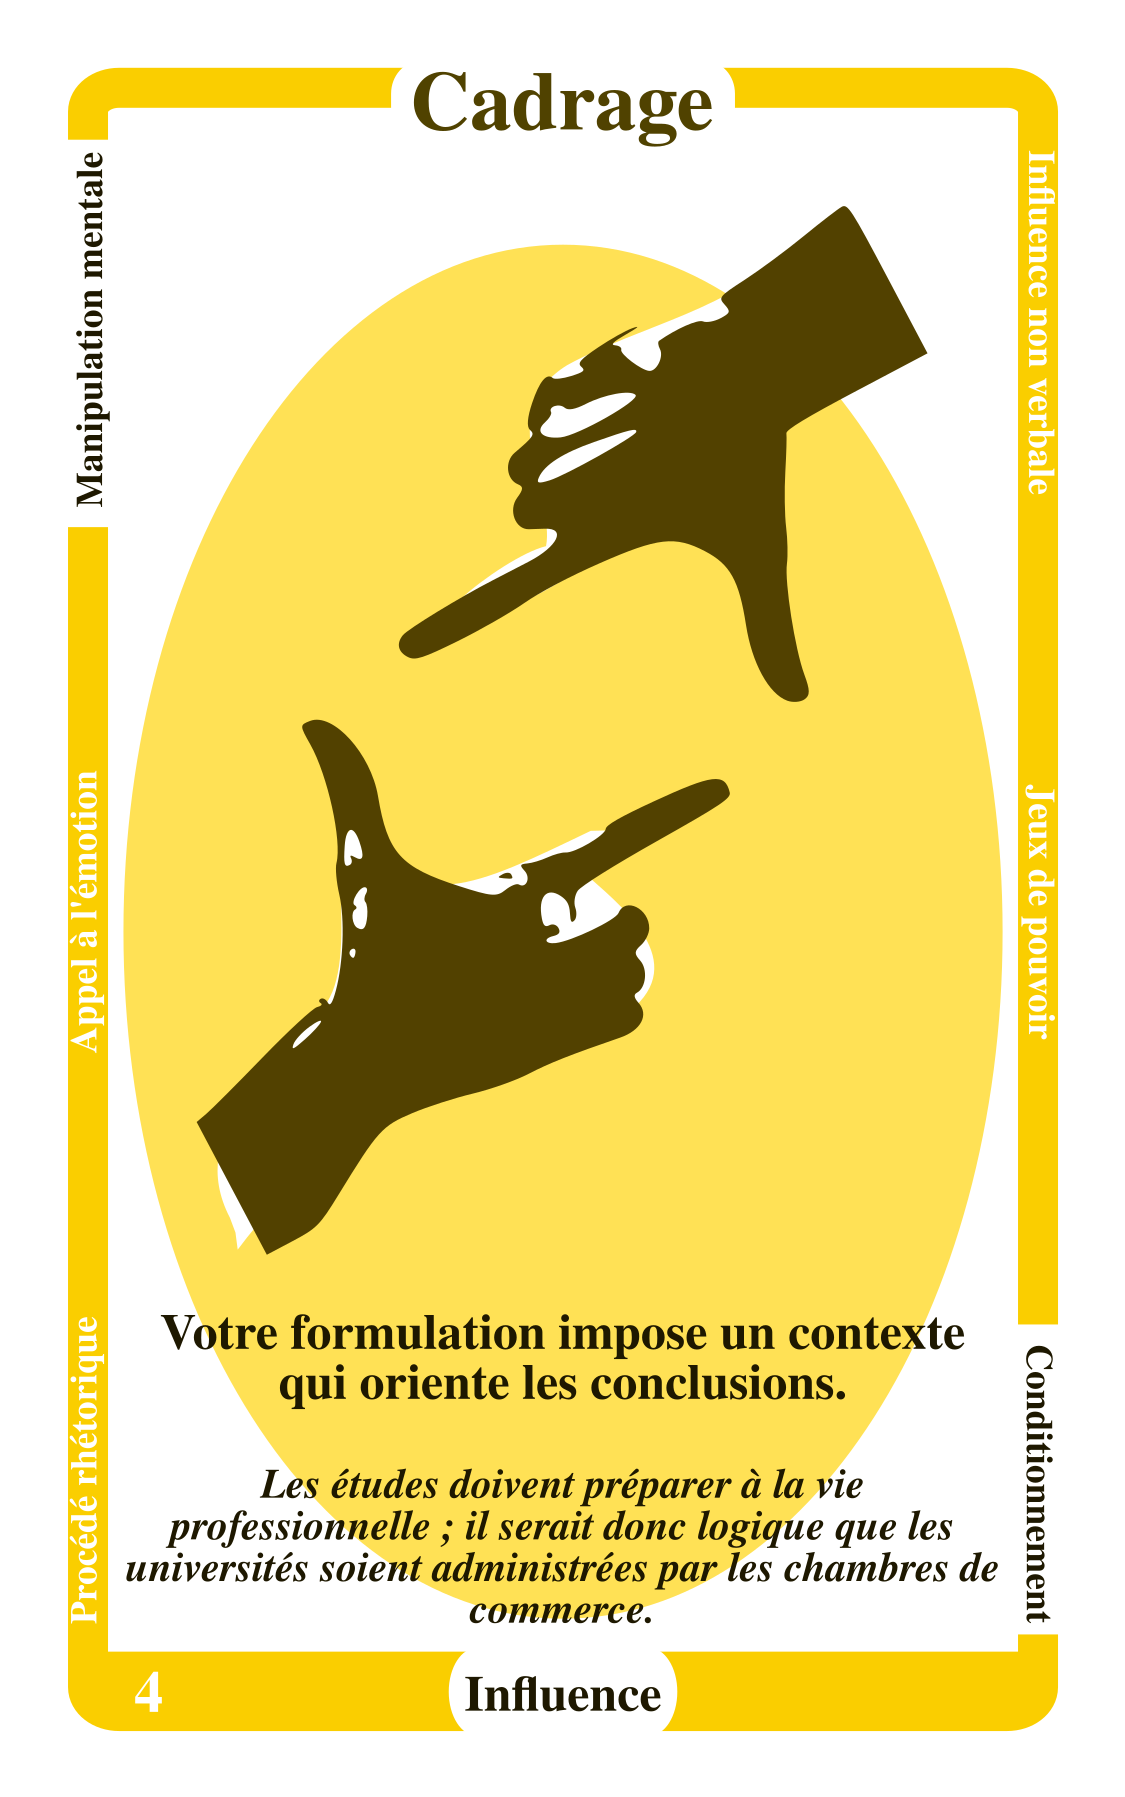 Cadrage
Manipulation mentale
Appel à l'émotion
Procédé rhétorique
Influence non verbale
Jeux de pouvoir
Conditionnement
Votre formulation impose un contexte
qui oriente les conclusions.
Les études doivent préparer à la vie
professionnelle ; il serait donc logique que les
universités soient administrées par les chambres de
commerce.
4
Influence